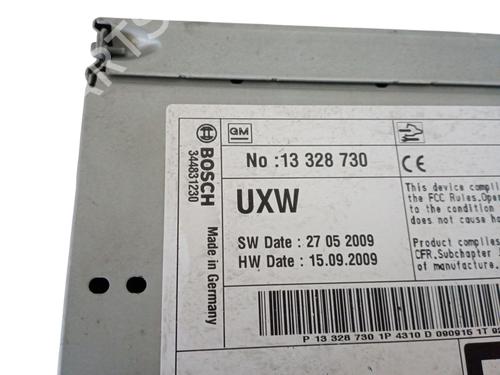 GM
No :13 328 730
BOSCH
344831230
Made in Germany
UXW
SW Date : 27 05 2009
HW Date : 15.09.2009
This device complies
the FCC Rules.Oper
to the condition
does not cause ha
Product complies
CFR,Subchapter
of manufacture.
P 13 328 730 1P 4310 D 090915 1T 92